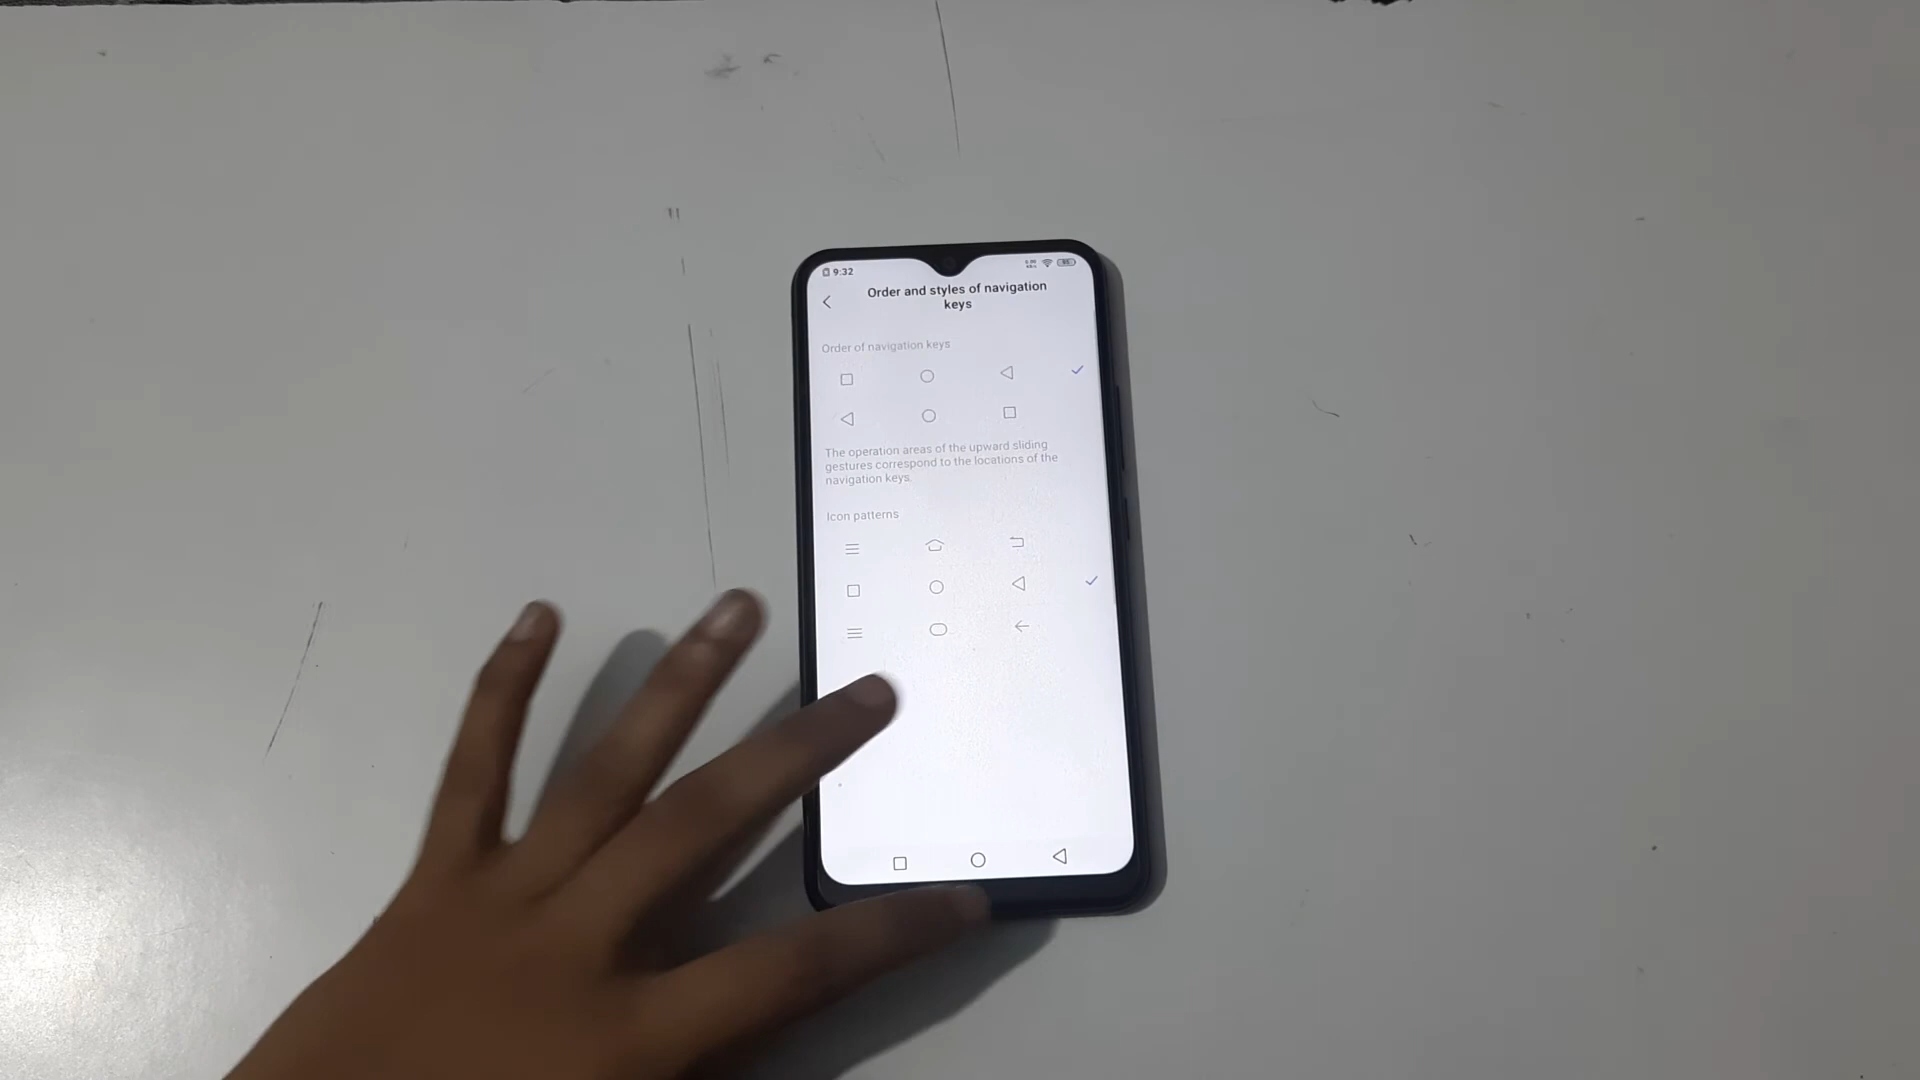 9:32
Order and styles of navigation
keys
Order of navigation keys
The operation areas of the upward sliding
gestures correspond to the locations of the
navigation keys.
Icon patterns